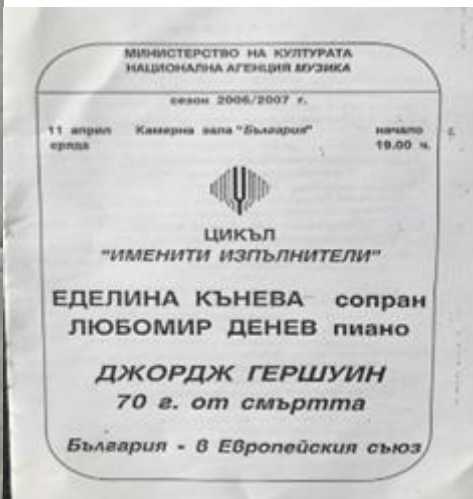 МИНИСТЕРСТВО НА КУЛТУРАТА
НАЦИОНАЛНА АГЕНЦИЯ МУЗИКА
сезон 2006/2007 г.
11 април Камерна зала "България" начало
сряда 19.00 ч.
ЦИКЪЛ
"ИМЕНИТИ ИЗПЪЛНИТЕЛИ"
ЕДЕЛИНА КЪНЕВА сопран
ЛЮБОМИР ДЕНЕВ пиано
ДЖОРДЖ ГЕРШУИН
70 г. от смъртта
България - в Европейския съюз